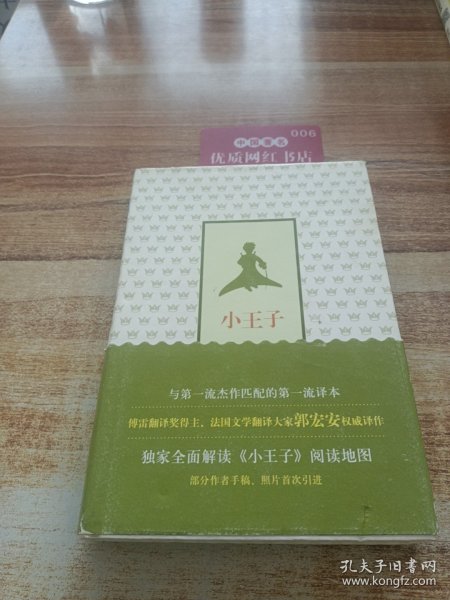 006
中国著名
优质网红书店
小王子
与第一流杰作匹配的第一流译本
傅雷翻译奖得主、法国文学翻译大家郭宏安权威译作
独家全面解读《小王子》阅读地图
部分作者手稿、照片首次引进
孔夫子旧书网
www.kongfz.com